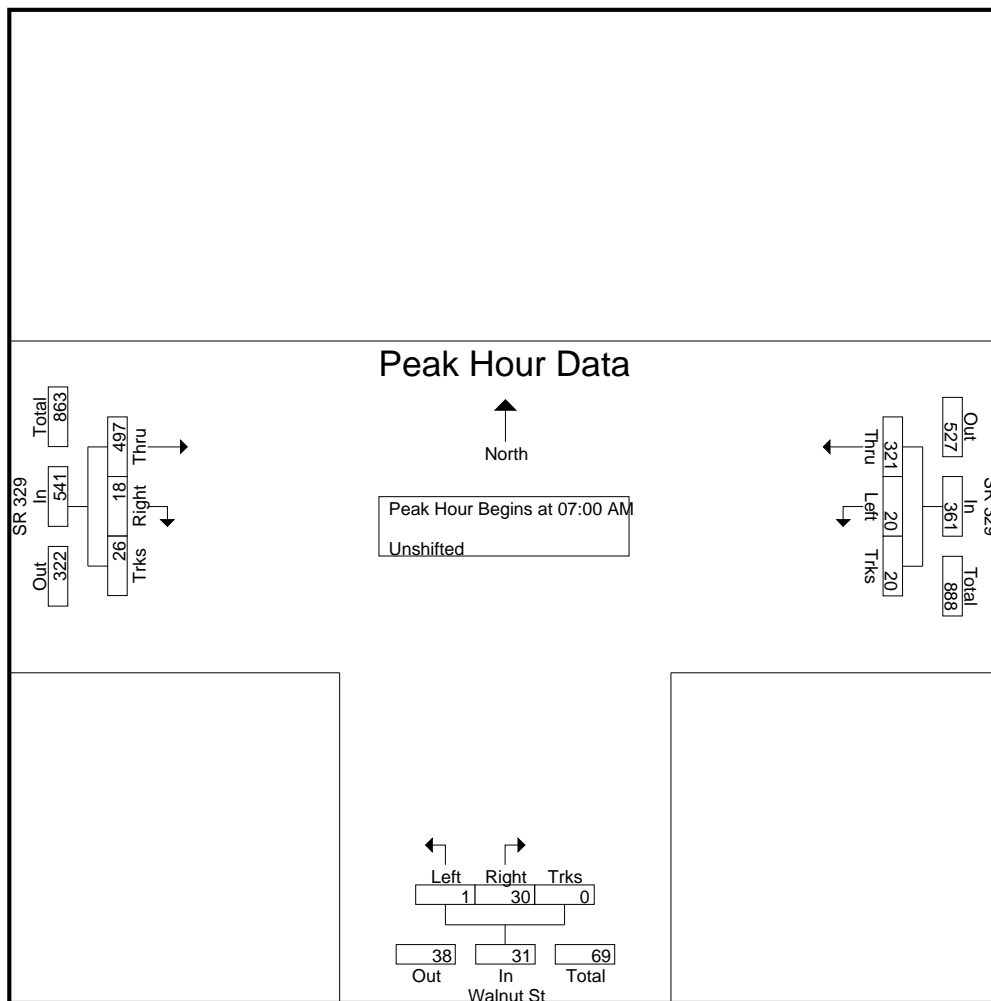 Peak Hour Data
North
Peak Hour Begins at 07:00 AM
Unshifted
SR 329
Total
863
In
541
Out
322
Thru
497
Right
18
Trks
26
Thru
321
Left
20
Trks
20
Out
527
In
361
Total
888
SR 329
Left Right Trks
1 30 0
38 31 69
Out In Total
Walnut St